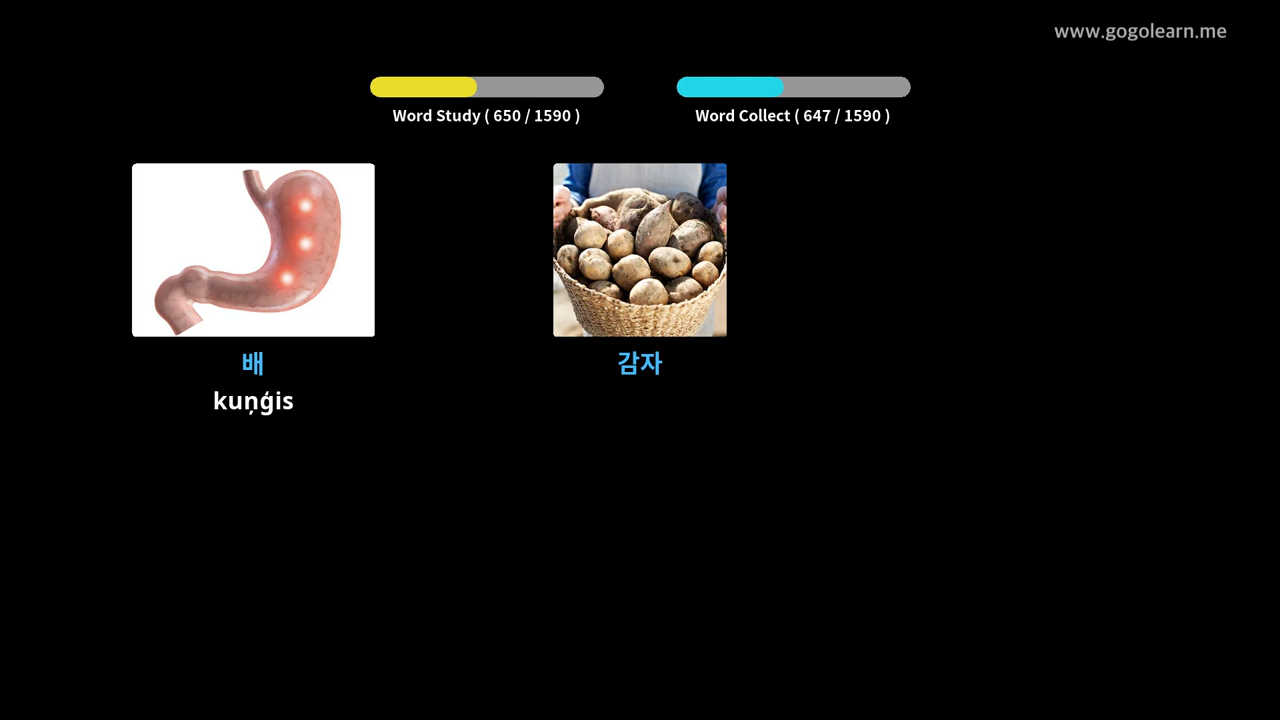 www.gogolearn.me
Word Study ( 650 / 1590 )
Word Collect ( 647 / 1590 )
배
감자
kuņģis